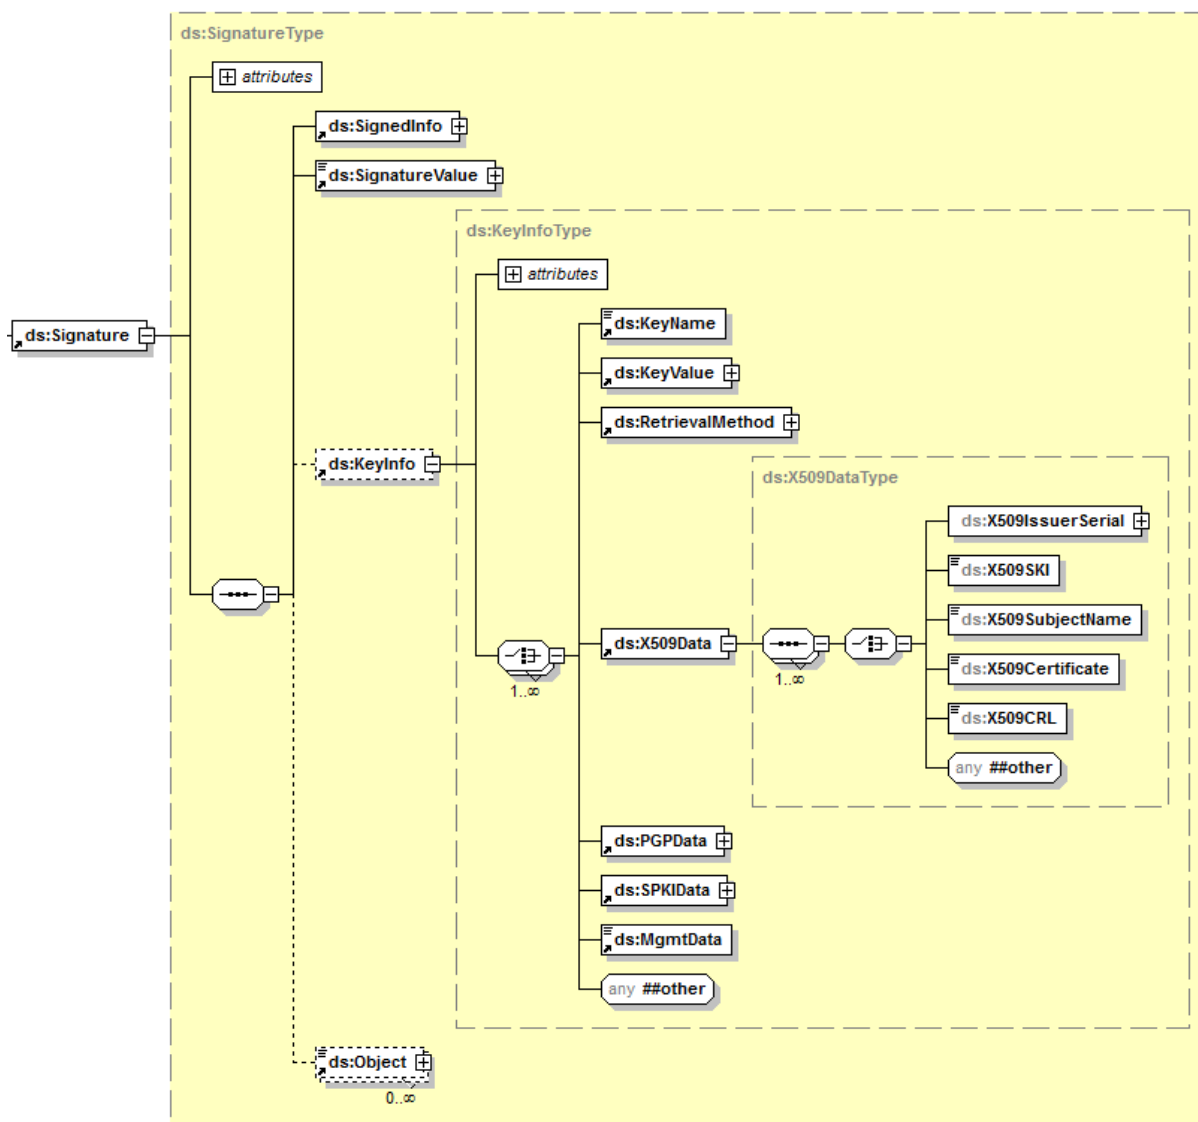 ds:SignatureType
attributes
ds:SignedInfo
ds:SignatureValue
ds:KeyInfoType
attributes
ds:KeyName
ds:Signature
ds:KeyValue
ds:RetrievalMethod
ds:KeyInfo
ds:X509DataType
ds:X509IssuerSerial
ds:X509SKI
ds:X509SubjectName
ds:X509Data
ds:X509Certificate
1..∞
1..∞
ds:X509CRL
any ##other
ds:PGPData
ds:SPKIData
ds:MgmtData
any ##other
ds:Object
0..∞